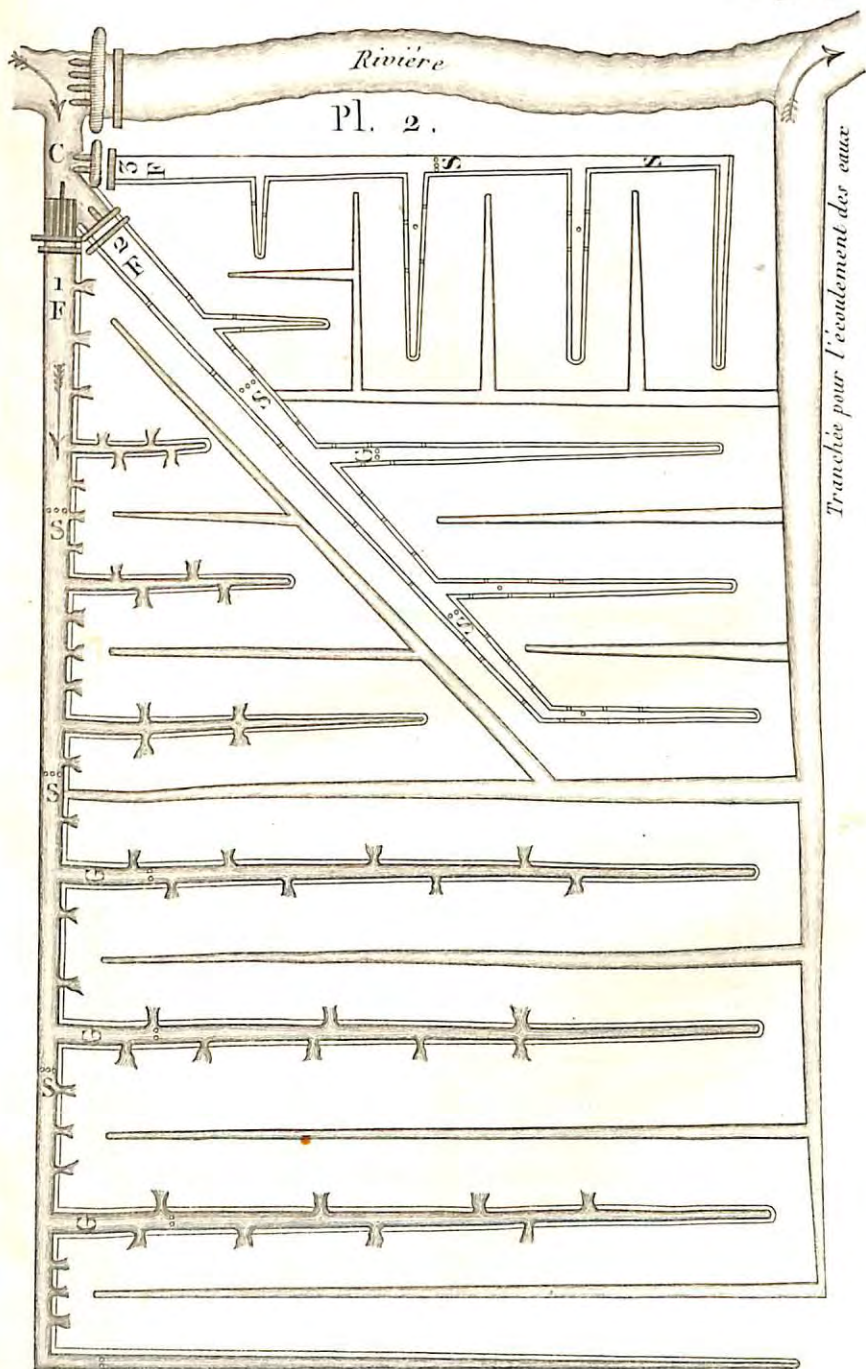 Rivière
Pl. 2.
C
3
F
S
S
2 F
1
F
S
G
S
S
S
G
G
S
G
Tranchée pour l'écoulement des eaux